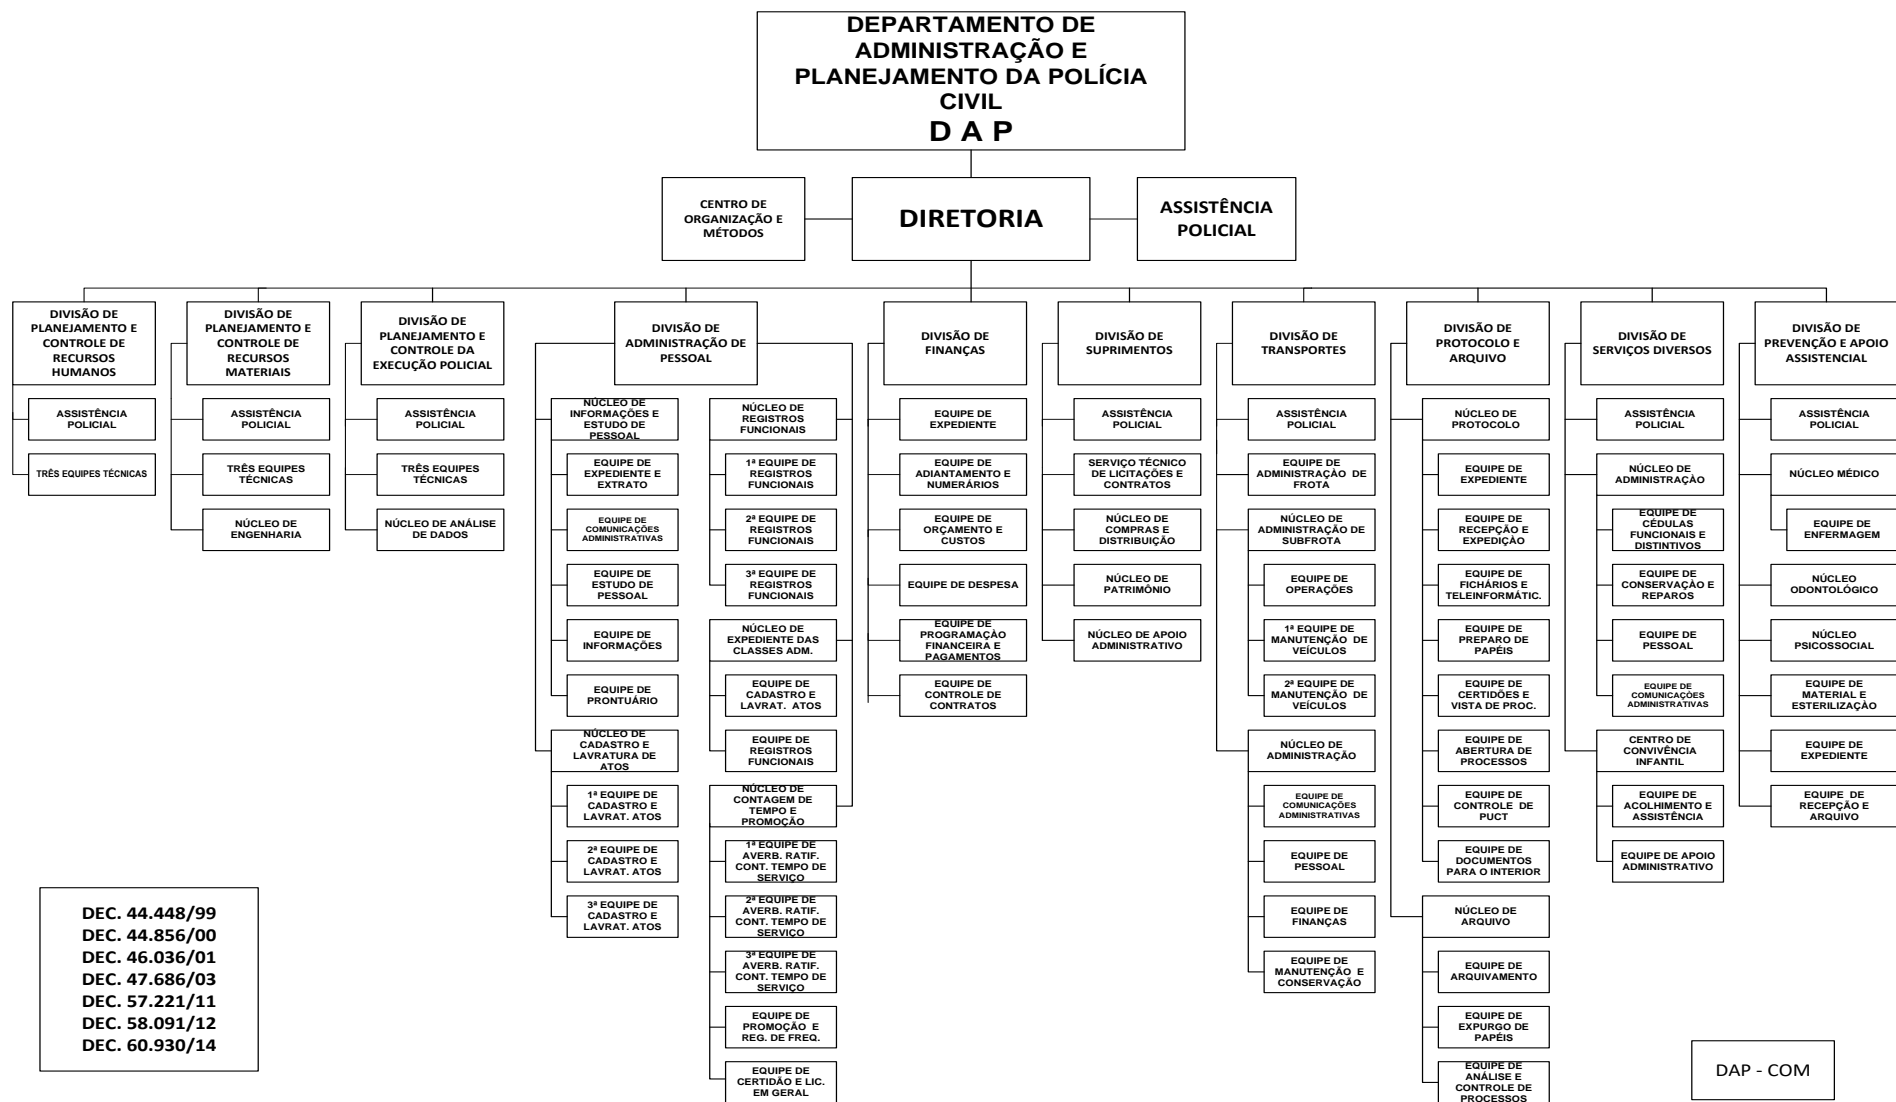 DEPARTAMENTO DE
ADMINISTRAÇÃO E
PLANEJAMENTO DA POLÍCIA
CIVIL
D A P
CENTRO DE
ORGANIZAÇÃO E
MÉTODOS
DIRETORIA
ASSISTÊNCIA
POLICIAL
DIVISÃO DE
PLANEJAMENTO E
CONTROLE DE
RECURSOS
HUMANOS
ASSISTÊNCIA
POLICIAL
TRÊS EQUIPES TÉCNICAS
DIVISÃO DE
PLANEJAMENTO E
CONTROLE DE
RECURSOS
MATERIAIS
ASSISTÊNCIA
POLICIAL
TRÊS EQUIPES
TÉCNICAS
NÚCLEO DE
ENGENHARIA
DIVISÃO DE
PLANEJAMENTO E
CONTROLE DA
EXECUÇÃO POLICIAL
ASSISTÊNCIA
POLICIAL
TRÊS EQUIPES
TÉCNICAS
NÚCLEO DE ANÁLISE
DE DADOS
DIVISÃO DE
ADMINISTRAÇÃO DE
PESSOAL
NÚCLEO DE
INFORMAÇÕES E
ESTUDO DE
PESSOAL
EQUIPE DE
EXPEDIENTE E
EXTRATO
EQUIPE DE
COMUNICAÇÕES
ADMINISTRATIVAS
EQUIPE DE
ESTUDO DE
PESSOAL
EQUIPE DE
INFORMAÇÕES
EQUIPE DE
PRONTUÁRIO
NÚCLEO DE
CADASTRO E
LAVRATURA DE
ATOS
1ª EQUIPE DE
CADASTRO E
LAVRAT. ATOS
2ª EQUIPE DE
CADASTRO E
LAVRAT. ATOS
3ª EQUIPE DE
CADASTRO E
LAVRAT. ATOS
NÚCLEO DE
REGISTROS
FUNCIONAIS
1ª EQUIPE DE
REGISTROS
FUNCIONAIS
2ª EQUIPE DE
REGISTROS
FUNCIONAIS
3ª EQUIPE DE
REGISTROS
FUNCIONAIS
NÚCLEO DE
EXPEDIENTE DAS
CLASSES ADM.
EQUIPE DE
CADASTRO E
LAVRAT. ATOS
EQUIPE DE
REGISTROS
FUNCIONAIS
NÚCLEO DE
CONTAGEM DE
TEMPO E
PROMOÇÃO
1ª EQUIPE DE
AVERB. RATIF.
CONT. TEMPO DE
SERVIÇO
2ª EQUIPE DE
AVERB. RATIF.
CONT. TEMPO DE
SERVIÇO
3ª EQUIPE DE
AVERB. RATIF.
CONT. TEMPO DE
SERVIÇO
EQUIPE DE
PROMOÇÃO E
REG. DE FREQ.
EQUIPE DE
CERTIDÃO E LIC.
EM GERAL
DIVISÃO DE
FINANÇAS
EQUIPE DE
EXPEDIENTE
EQUIPE DE
ADIANTAMENTO E
NUMERÁRIOS
EQUIPE DE
ORÇAMENTO E
CUSTOS
EQUIPE DE DESPESA
EQUIPE DE
PROGRAMAÇÃO
FINANCEIRA E
PAGAMENTOS
EQUIPE DE
CONTROLE DE
CONTRATOS
DIVISÃO DE
SUPRIMENTOS
ASSISTÊNCIA
POLICIAL
SERVIÇO TÉCNICO
DE LICITAÇÕES E
CONTRATOS
NÚCLEO DE
COMPRAS E
DISTRIBUIÇÃO
NÚCLEO DE
PATRIMÔNIO
NÚCLEO DE APOIO
ADMINISTRATIVO
DIVISÃO DE
TRANSPORTES
ASSISTÊNCIA
POLICIAL
EQUIPE DE
ADMINISTRAÇÃO DE
FROTA
NÚCLEO DE
ADMINISTRAÇÃO DE
SUBFROTA
EQUIPE DE
OPERAÇÕES
1ª EQUIPE DE
MANUTENÇÃO DE
VEÍCULOS
2ª EQUIPE DE
MANUTENÇÃO DE
VEÍCULOS
NÚCLEO DE
ADMINISTRAÇÃO
EQUIPE DE
COMUNICAÇÕES
ADMINISTRATIVAS
EQUIPE DE
PESSOAL
EQUIPE DE
FINANÇAS
EQUIPE DE
MANUTENÇÃO E
CONSERVAÇÃO
DIVISÃO DE
PROTOCOLO E
ARQUIVO
NÚCLEO DE
PROTOCOLO
EQUIPE DE
EXPEDIENTE
EQUIPE DE
RECEPÇÃO E
EXPEDIÇÃO
EQUIPE DE
FICHÁRIOS E
TELEINFORMÁTIC.
EQUIPE DE
PREPARO DE
PAPÉIS
EQUIPE DE
CERTIDÕES E
VISTA DE PROC.
EQUIPE DE
ABERTURA DE
PROCESSOS
EQUIPE DE
CONTROLE DE
PUCT
EQUIPE DE
DOCUMENTOS
PARA O INTERIOR
NÚCLEO DE
ARQUIVO
EQUIPE DE
ARQUIVAMENTO
EQUIPE DE
EXPURGO DE
PAPÉIS
EQUIPE DE
ANÁLISE E
CONTROLE DE
PROCESSOS
DIVISÃO DE
SERVIÇOS DIVERSOS
ASSISTÊNCIA
POLICIAL
NÚCLEO DE
ADMINISTRAÇÃO
EQUIPE DE
CÉDULAS
FUNCIONAIS E
DISTINTIVOS
EQUIPE DE
CONSERVAÇÃO E
REPAROS
EQUIPE DE
PESSOAL
EQUIPE DE
COMUNICAÇÕES
ADMINISTRATIVAS
CENTRO DE
CONVIVÊNCIA
INFANTIL
EQUIPE DE
ACOLHIMENTO E
ASSISTÊNCIA
EQUIPE DE APOIO
ADMINISTRATIVO
DIVISÃO DE
PREVENÇÃO E APOIO
ASSISTENCIAL
ASSISTÊNCIA
POLICIAL
NÚCLEO MÉDICO
EQUIPE DE
ENFERMAGEM
NÚCLEO
ODONTOLÓGICO
NÚCLEO
PSICOSSOCIAL
EQUIPE DE
MATERIAL E
ESTERILIZAÇÃO
EQUIPE DE
EXPEDIENTE
EQUIPE DE
RECEPÇÃO E
ARQUIVO
DEC. 44.448/99
DEC. 44.856/00
DEC. 46.036/01
DEC. 47.686/03
DEC. 57.221/11
DEC. 58.091/12
DEC. 60.930/14
DAP - COM